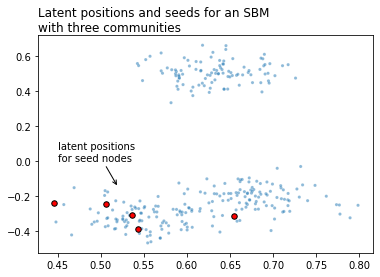 Latent positions and seeds for an SBM
with three communities
0.6
0.4
0.2
0.0
−0.2
−0.4
latent positions
for seed nodes
0.45 0.50 0.55 0.60 0.65 0.70 0.75 0.80